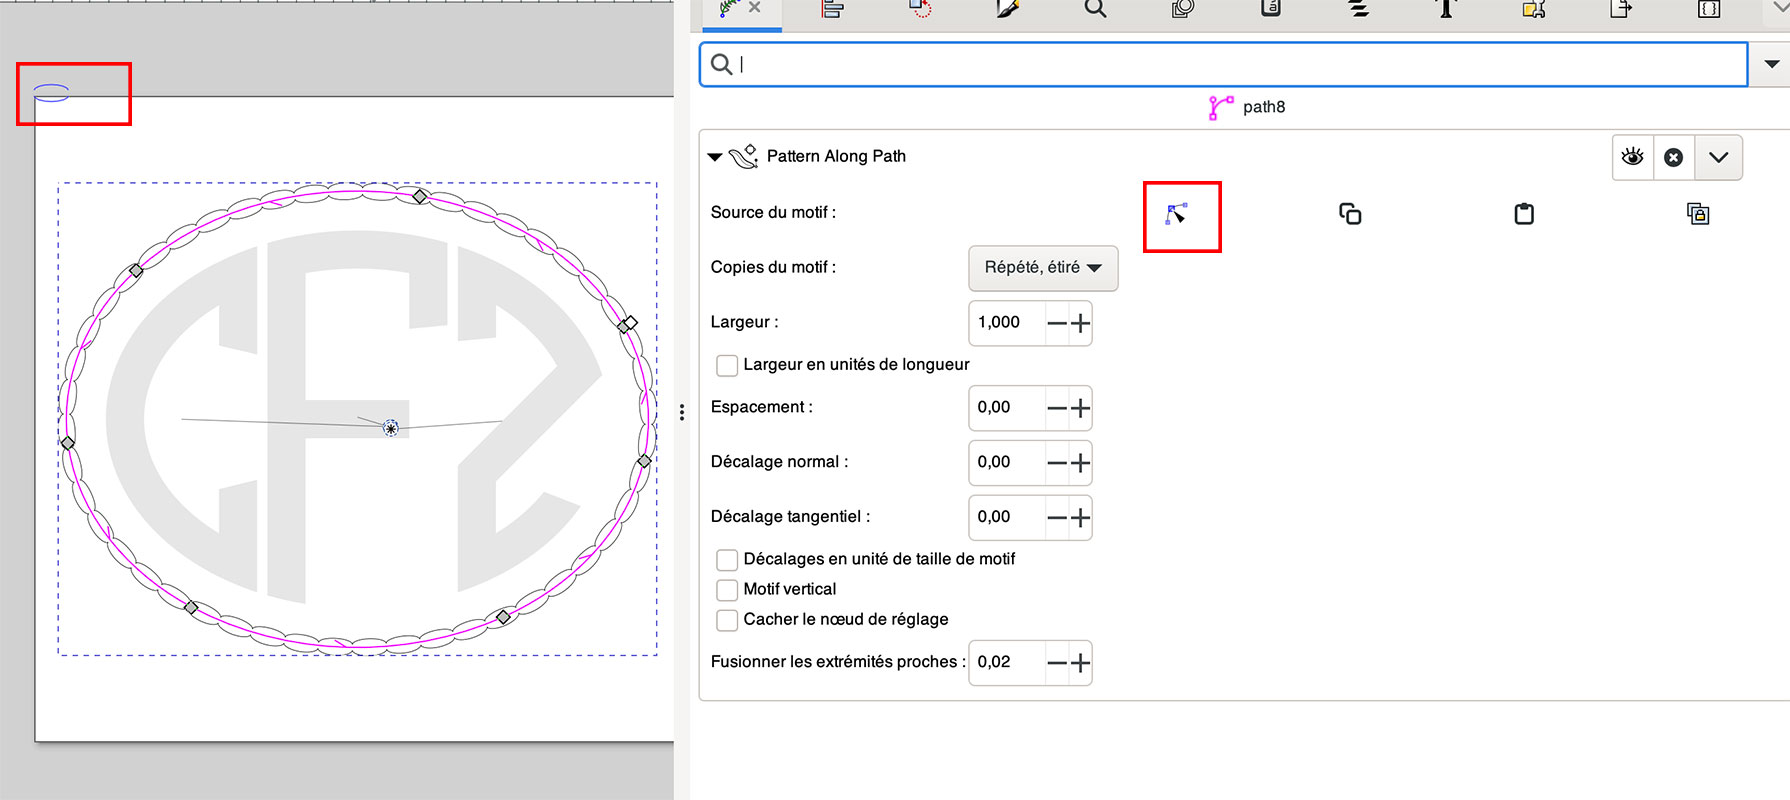 CFZ
path8
Pattern Along Path
Source du motif :
Copies du motif :
Répété, étiré
Largeur :
1,000
Largeur en unités de longueur
Espacement :
0,00
Décalage normal :
0,00
Décalage tangentiel :
0,00
Décalages en unité de taille de motif
Motif vertical
Cacher le nœud de réglage
Fusionner les extrémités proches :
0,02